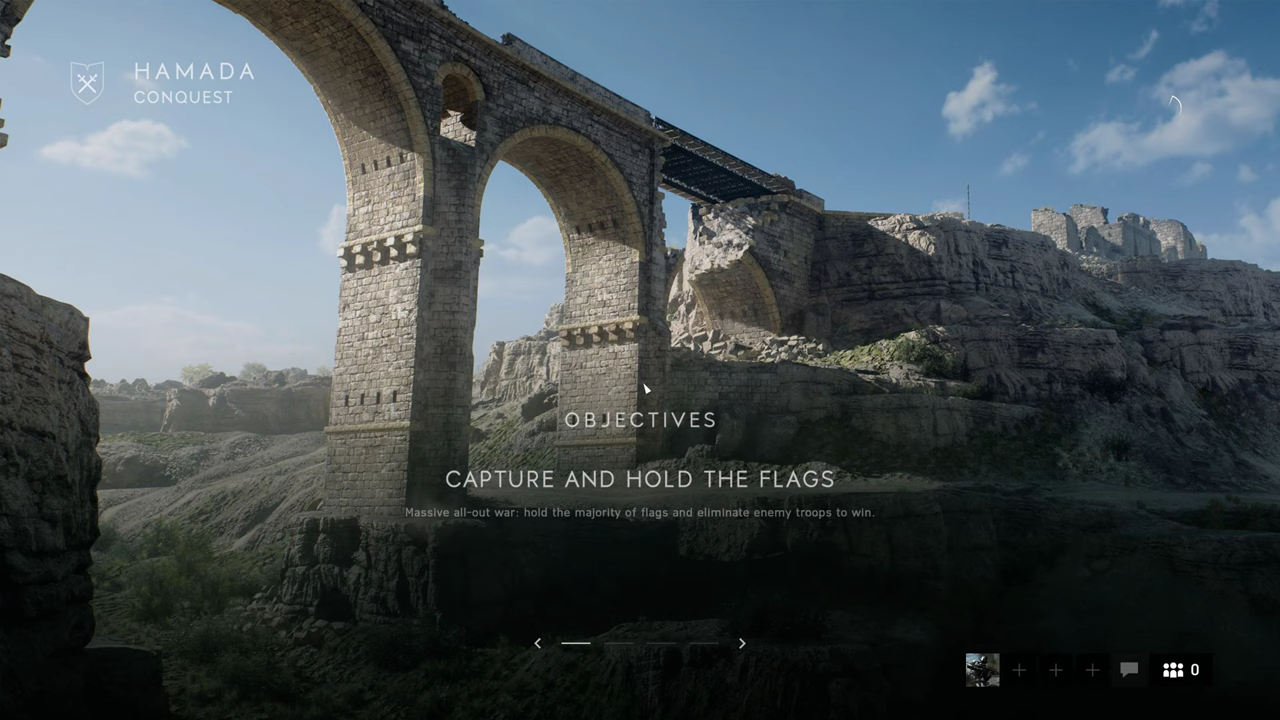 HAMADA
CONQUEST
OBJECTIVES
CAPTURE AND HOLD THE FLAGS
Massive all-out war: hold the majority of flags and eliminate enemy troops to win.
0